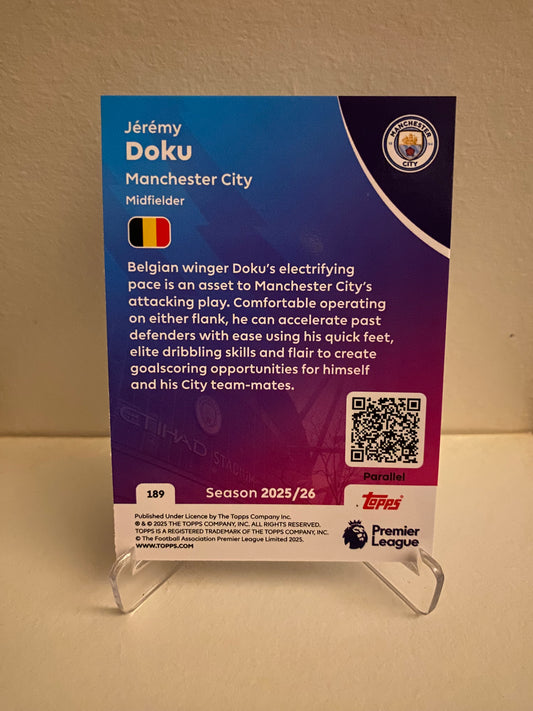 Jérémy
Doku
Manchester City
Midfielder
MANCHESTER
CITY
Belgian winger Doku's electrifying
pace is an asset to Manchester City's
attacking play. Comfortable operating
on either flank, he can accelerate past
defenders with ease using his quick feet,
elite dribbling skills and flair to create
goalscoring opportunities for himself
and his City team-mates.
ETIHAD STADIUM
Parallel
189
Season 2025/26
topps
Published Under Licence by The Topps Company Inc.
® & © 2025 THE TOPPS COMPANY, INC. ALL RIGHTS RESERVED.
TOPPS IS A REGISTERED TRADEMARK OF THE TOPPS COMPANY, INC.
© The Football Association Premier League Limited 2025.
WWW.TOPPS.COM
Premier
League